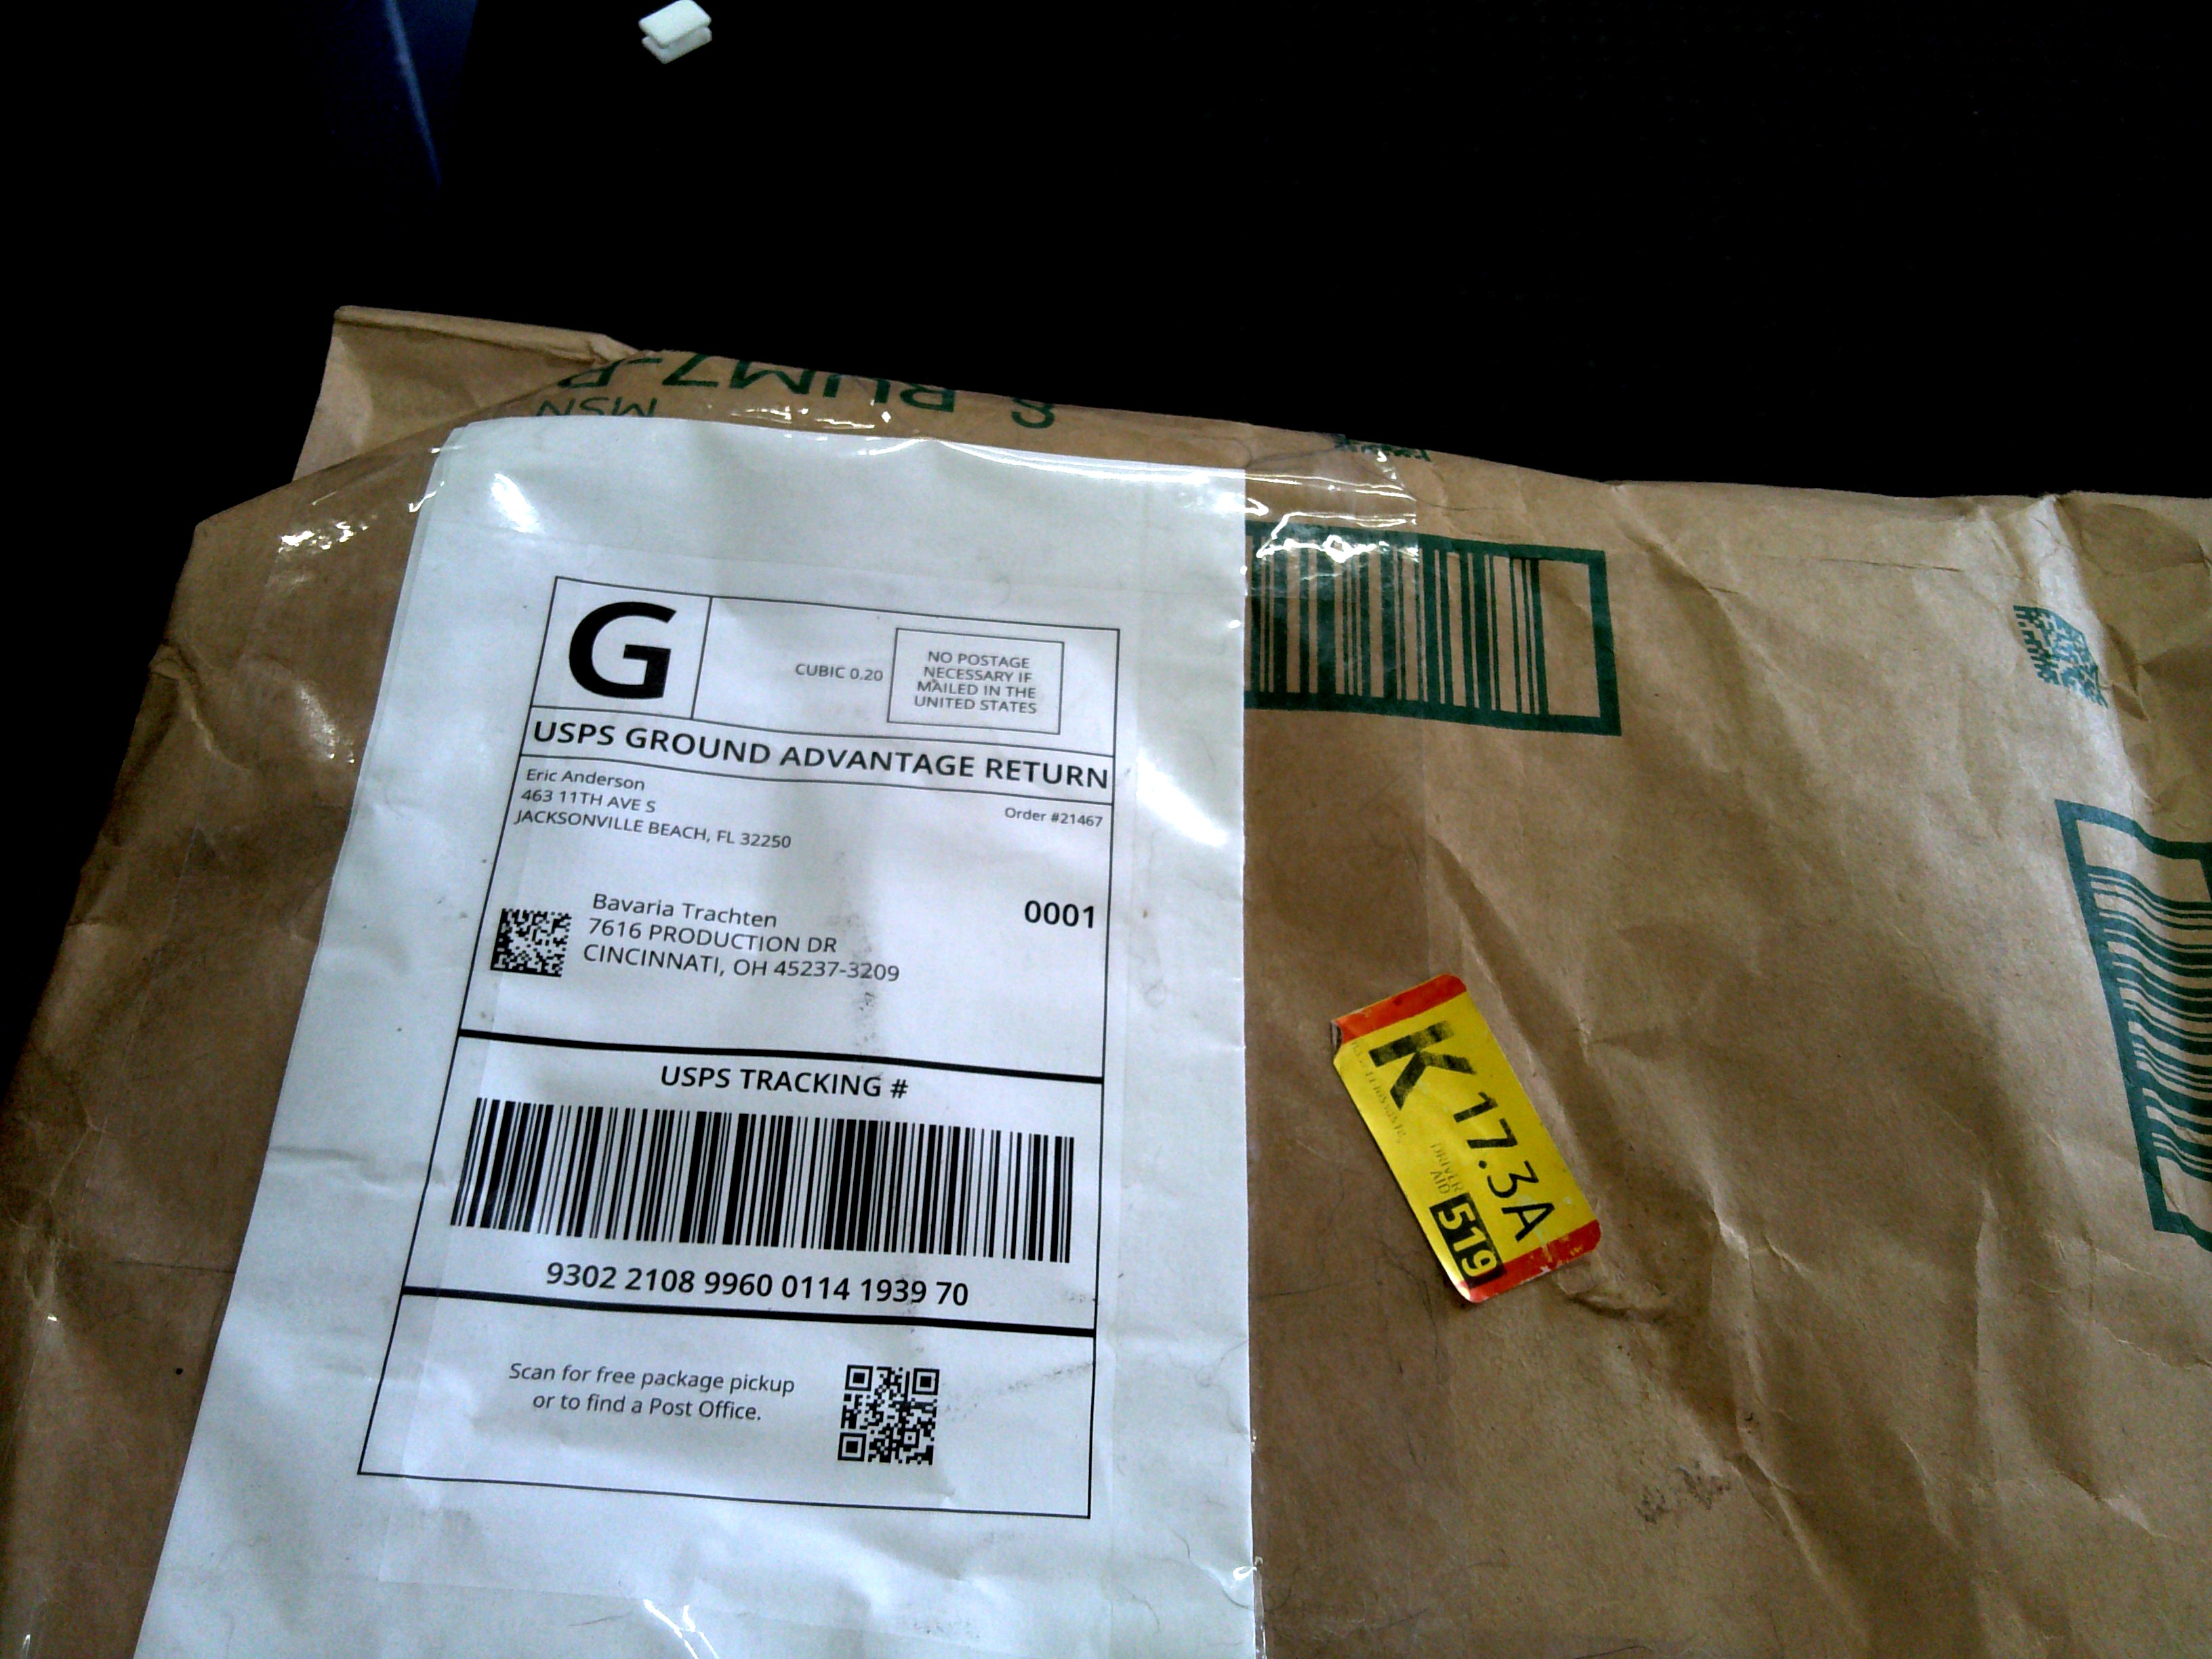 MSN
G
CUBIC 0.20
NO POSTAGE
NECESSARY IF
MAILED IN THE
UNITED STATES
USPS GROUND ADVANTAGE RETURN
Eric Anderson
463 11TH AVE S
JACKSONVILLE BEACH, FL 32250
Order #21467
Bavaria Trachten
7616 PRODUCTION DR
CINCINNATI, OH 45237-3209
0001
USPS TRACKING #
9302 2108 9960 0114 1939 70
Scan for free package pickup
or to find a Post Office.
K 17.3A
DRIVER
AID
519